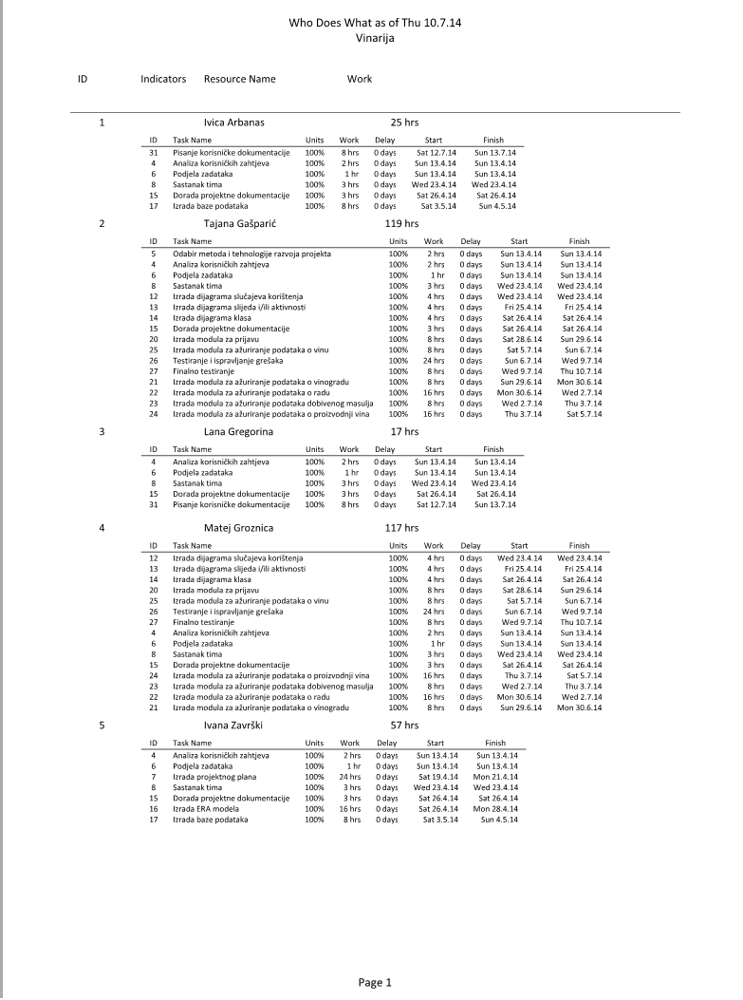 Who Does What as of Thu 10.7.14
Vinarija
ID Indicators Resource Name Work
1 Ivica Arbanas 25 hrs
ID Task Name Units Work Delay Start Finish
31 Pisanje korisničke dokumentacije 100% 8 hrs 0 days Sat 12.7.14 Sun 13.7.14
4 Analiza korisničkih zahtjeva 100% 2 hrs 0 days Sun 13.4.14 Sun 13.4.14
6 Podjela zadataka 100% 1 hr 0 days Sun 13.4.14 Sun 13.4.14
8 Sastanak tima 100% 3 hrs 0 days Wed 23.4.14 Wed 23.4.14
15 Dorada projektne dokumentacije 100% 3 hrs 0 days Sat 26.4.14 Sat 26.4.14
17 Izrada baze podataka 100% 8 hrs 0 days Sat 3.5.14 Sun 4.5.14
2 Tajana Gašparić 119 hrs
ID Task Name Units Work Delay Start Finish
5 Odabir metoda i tehnologije razvoja projekta 100% 2 hrs 0 days Sun 13.4.14 Sun 13.4.14
4 Analiza korisničkih zahtjeva 100% 2 hrs 0 days Sun 13.4.14 Sun 13.4.14
6 Podjela zadataka 100% 1 hr 0 days Sun 13.4.14 Sun 13.4.14
8 Sastanak tima 100% 3 hrs 0 days Wed 23.4.14 Wed 23.4.14
12 Izrada dijagrama slučajeva korištenja 100% 4 hrs 0 days Wed 23.4.14 Wed 23.4.14
13 Izrada dijagrama slijeda i/ili aktivnosti 100% 4 hrs 0 days Fri 25.4.14 Fri 25.4.14
14 Izrada dijagrama klasa 100% 4 hrs 0 days Sat 26.4.14 Sat 26.4.14
15 Dorada projektne dokumentacije 100% 3 hrs 0 days Sat 26.4.14 Sat 26.4.14
20 Izrada modula za prijavu 100% 8 hrs 0 days Sat 28.6.14 Sun 29.6.14
25 Izrada modula za ažuriranje podataka o vinu 100% 8 hrs 0 days Sat 5.7.14 Sun 6.7.14
26 Testiranje i ispravljanje grešaka 100% 24 hrs 0 days Sun 6.7.14 Wed 9.7.14
27 Finalno testiranje 100% 8 hrs 0 days Wed 9.7.14 Thu 10.7.14
21 Izrada modula za ažuriranje podataka o vinogradu 100% 8 hrs 0 days Sun 29.6.14 Mon 30.6.14
22 Izrada modula za ažuriranje podataka o radu 100% 16 hrs 0 days Mon 30.6.14 Wed 2.7.14
23 Izrada modula za ažuriranje podataka dobivenog masulja 100% 8 hrs 0 days Wed 2.7.14 Thu 3.7.14
24 Izrada modula za ažuriranje podataka o proizvodnji vina 100% 16 hrs 0 days Thu 3.7.14 Sat 5.7.14
3 Lana Gregorina 17 hrs
ID Task Name Units Work Delay Start Finish
4 Analiza korisničkih zahtjeva 100% 2 hrs 0 days Sun 13.4.14 Sun 13.4.14
6 Podjela zadataka 100% 1 hr 0 days Sun 13.4.14 Sun 13.4.14
8 Sastanak tima 100% 3 hrs 0 days Wed 23.4.14 Wed 23.4.14
15 Dorada projektne dokumentacije 100% 3 hrs 0 days Sat 26.4.14 Sat 26.4.14
31 Pisanje korisničke dokumentacije 100% 8 hrs 0 days Sat 12.7.14 Sun 13.7.14
4 Matej Groznica 117 hrs
ID Task Name Units Work Delay Start Finish
12 Izrada dijagrama slučajeva korištenja 100% 4 hrs 0 days Wed 23.4.14 Wed 23.4.14
13 Izrada dijagrama slijeda i/ili aktivnosti 100% 4 hrs 0 days Fri 25.4.14 Fri 25.4.14
14 Izrada dijagrama klasa 100% 4 hrs 0 days Sat 26.4.14 Sat 26.4.14
20 Izrada modula za prijavu 100% 8 hrs 0 days Sat 28.6.14 Sun 29.6.14
25 Izrada modula za ažuriranje podataka o vinu 100% 8 hrs 0 days Sat 5.7.14 Sun 6.7.14
26 Testiranje i ispravljanje grešaka 100% 24 hrs 0 days Sun 6.7.14 Wed 9.7.14
27 Finalno testiranje 100% 8 hrs 0 days Wed 9.7.14 Thu 10.7.14
4 Analiza korisničkih zahtjeva 100% 2 hrs 0 days Sun 13.4.14 Sun 13.4.14
6 Podjela zadataka 100% 1 hr 0 days Sun 13.4.14 Sun 13.4.14
8 Sastanak tima 100% 3 hrs 0 days Wed 23.4.14 Wed 23.4.14
15 Dorada projektne dokumentacije 100% 3 hrs 0 days Sat 26.4.14 Sat 26.4.14
24 Izrada modula za ažuriranje podataka o proizvodnji vina 100% 16 hrs 0 days Thu 3.7.14 Sat 5.7.14
23 Izrada modula za ažuriranje podataka dobivenog masulja 100% 8 hrs 0 days Wed 2.7.14 Thu 3.7.14
22 Izrada modula za ažuriranje podataka o radu 100% 16 hrs 0 days Mon 30.6.14 Wed 2.7.14
21 Izrada modula za ažuriranje podataka o vinogradu 100% 8 hrs 0 days Sun 29.6.14 Mon 30.6.14
5 Ivana Završki 57 hrs
ID Task Name Units Work Delay Start Finish
4 Analiza korisničkih zahtjeva 100% 2 hrs 0 days Sun 13.4.14 Sun 13.4.14
6 Podjela zadataka 100% 1 hr 0 days Sun 13.4.14 Sun 13.4.14
7 Izrada projektnog plana 100% 24 hrs 0 days Sat 19.4.14 Mon 21.4.14
8 Sastanak tima 100% 3 hrs 0 days Wed 23.4.14 Wed 23.4.14
15 Dorada projektne dokumentacije 100% 3 hrs 0 days Sat 26.4.14 Sat 26.4.14
16 Izrada ERA modela 100% 16 hrs 0 days Sat 26.4.14 Mon 28.4.14
17 Izrada baze podataka 100% 8 hrs 0 days Sat 3.5.14 Sun 4.5.14
Page 1